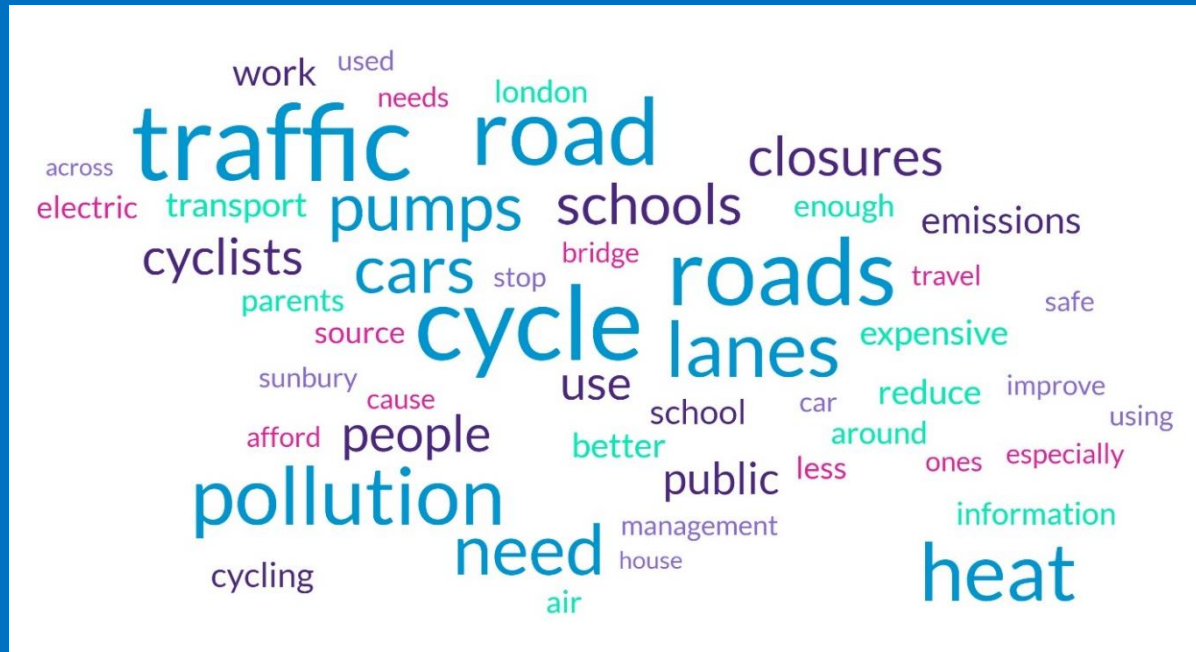 work used
needs london
traffic road
closures
across
electric transport pumps schools enough emissions
cyclists cars stop bridge roads travel
parents source cycle lanes expensive safe
sunbury cause use school car reduce improve using
afford people better around ones especially
pollution public less
need management information
cycling house heat
air